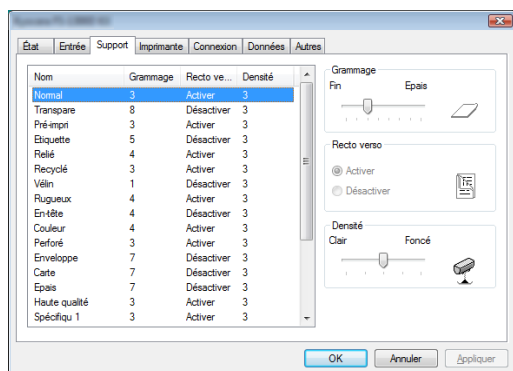 État Entrée Support Imprimante Connexion Données Autres
Nom Grammage Recto ve... Densité
Normal 3 Activer 3
Transpare 8 Désactiver 3
Pré-impri 3 Activer 3
Etiquette 5 Désactiver 3
Relié 4 Activer 3
Recyclé 3 Activer 3
Vélin 1 Désactiver 3
Rugueux 4 Activer 3
En-tête 4 Activer 3
Couleur 4 Activer 3
Perforé 3 Activer 3
Enveloppe 7 Désactiver 3
Carte 7 Désactiver 3
Epais 7 Désactiver 3
Haute qualité 3 Activer 3
Spécifiqu 1 3 Activer 3
Grammage
Fin Epais
Recto verso
Activer
Désactiver
Densité
Clair Foncé
OK Annuler Appliquer